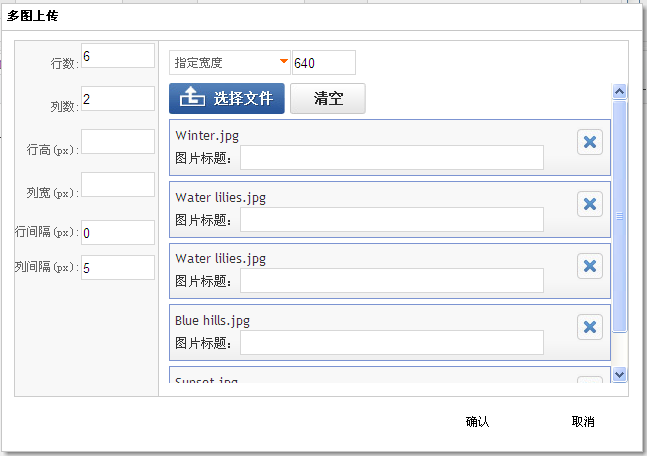 多图上传
行数: 6
列数: 2
行高(px):
列宽(px):
行间隔(px): 0
列间隔(px): 5
指定宽度 640
选择文件 清空
Winter.jpg
图片标题:
Water lilies.jpg
图片标题:
Water lilies.jpg
图片标题:
Blue hills.jpg
图片标题:
Sunset.jpg
确认 取消